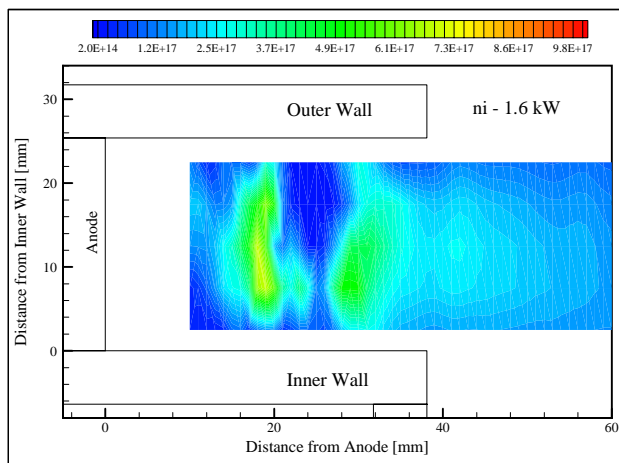 2.0E+14 1.2E+17 2.5E+17 3.7E+17 4.9E+17 6.1E+17 7.3E+17 8.6E+17 9.8E+17
Outer Wall
ni - 1.6 kW
Anode
Inner Wall
Distance from Inner Wall [mm]
30
20
10
0
0 20 40 60
Distance from Anode [mm]